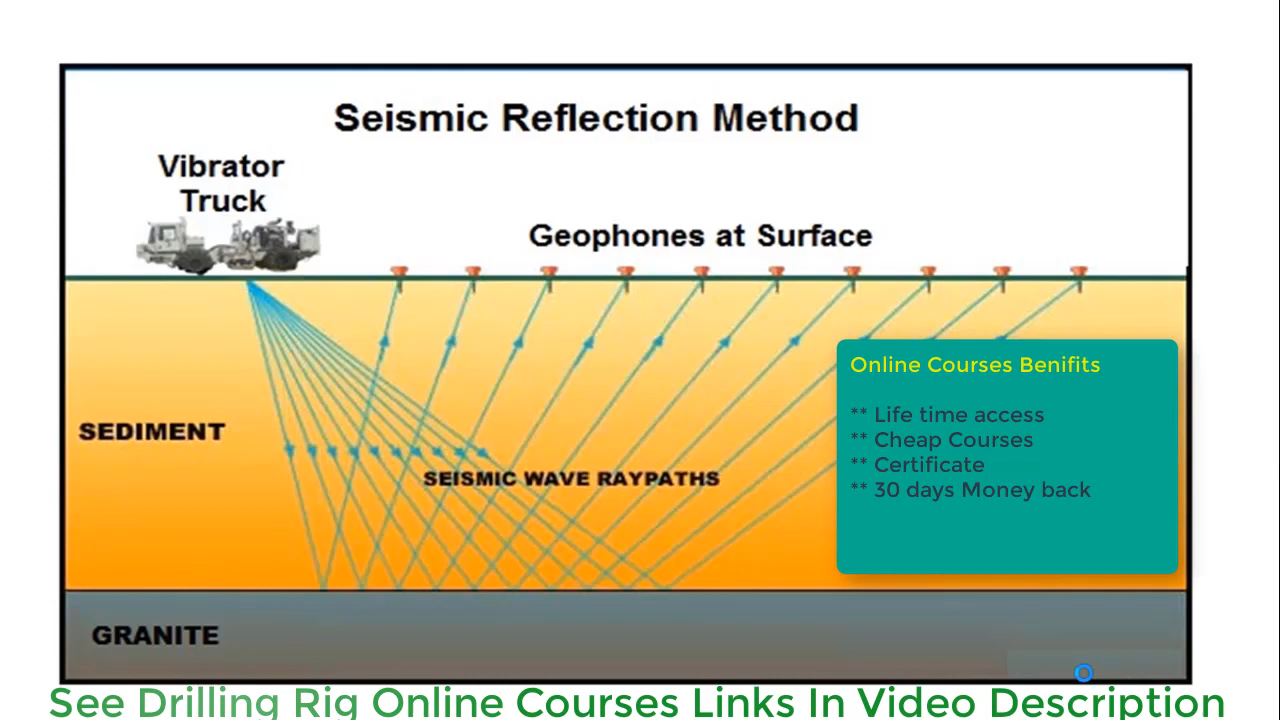 Seismic Reflection Method
Vibrator
Truck
Geophones at Surface
Online Courses Benifits
** Life time access
** Cheap Courses
** Certificate
** 30 days Money back
SEDIMENT
SEISMIC WAVE RAYPATHS
GRANITE
See Drilling Rig Online Courses Links In Video Description